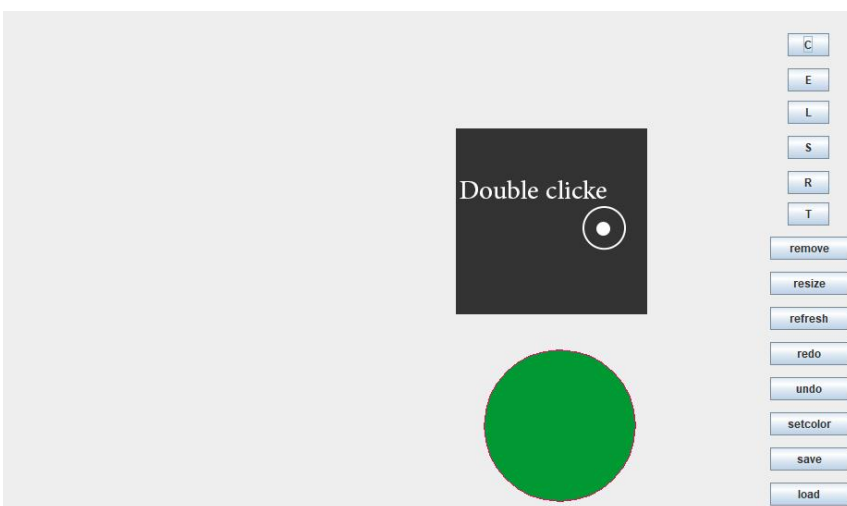 C
E
L
S
Double clicke
R
T
remove
resize
refresh
redo
undo
setcolor
save
load